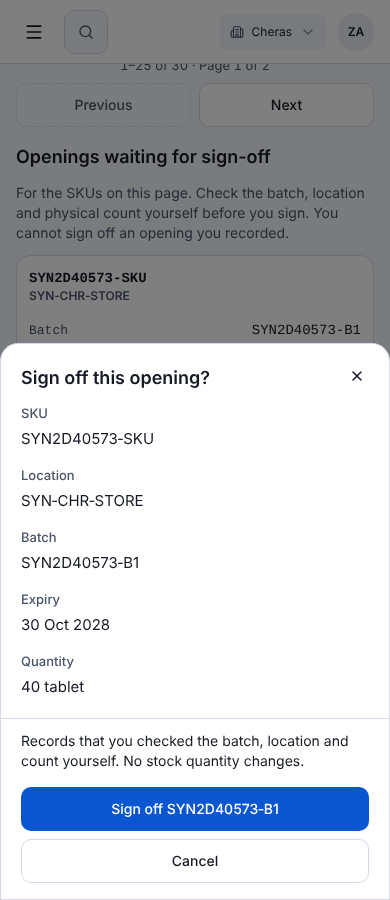 Cheras
ZA
1–25 of 30 · Page 1 of 2
Previous
Next
Openings waiting for sign-off
For the SKUs on this page. Check the batch, location
and physical count yourself before you sign. You
cannot sign off an opening you recorded.
SYN2D40573-SKU
SYN-CHR-STORE
Batch
SYN2D40573-B1
Sign off this opening?
SKU
SYN2D40573-SKU
Location
SYN-CHR-STORE
Batch
SYN2D40573-B1
Expiry
30 Oct 2028
Quantity
40 tablet
Records that you checked the batch, location and
count yourself. No stock quantity changes.
Sign off SYN2D40573-B1
Cancel